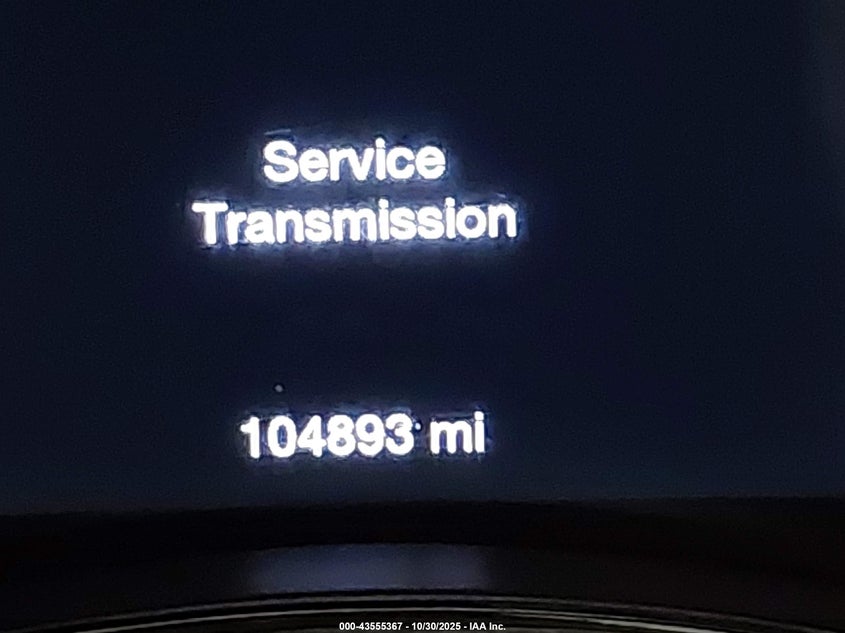 Service
Transmission
104893 mi
000-43555367 - 10/30/2025 - IAA Inc.